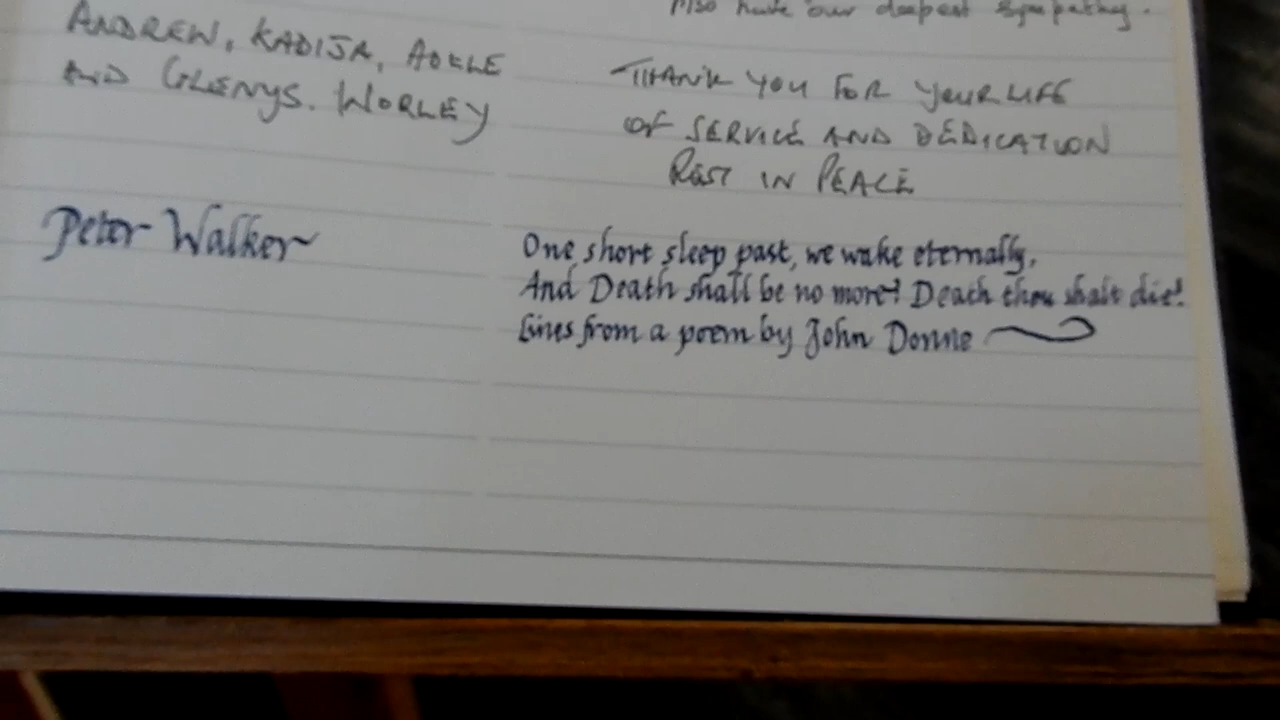 Also have our deepest sympathy.
ANDREW, KADIJA, ADELE
AND GLENYS. WORLEY
THANK YOU FOR YOUR LIFE
OF SERVICE AND DEDICATION
REST IN PEACE
Peter Walker
One short sleep past, we wake eternally,
And Death shall be no more! Death thou shalt die!
Lines from a poem by John Donne